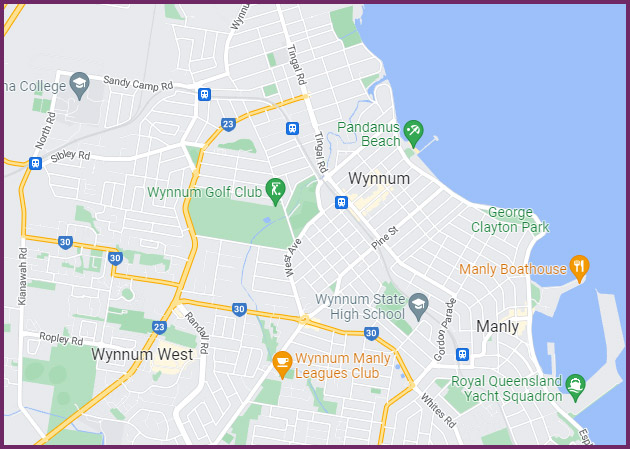 Wynnum
Tingal Rd
Sandy Camp Rd
na College
North Rd
23
Sibley Rd
Tingal Rd
Pandanus
Beach
Wynnum
Wynnum Golf Club
George
Clayton Park
30
30
West Ave
Pine St
Manly Boathouse
Kianawah Rd
Wynnum State
High School
30
23
Randall Rd
30
Gordon Parade
Manly
Ropley Rd
Wynnum West
Wynnum Manly
Leagues Club
Royal Queensland
Yacht Squadron
Whites Rd
Esp